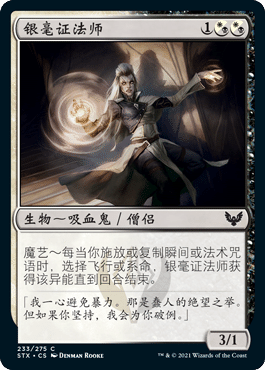 银毫证法师 1
生物～吸血鬼／僧侣
魔艺～每当你施放或复制瞬间或法术咒
语时，选择飞行或系命，银毫证法师获
得该异能直到回合结束。
「我一心避免暴力。那是蠢人的绝望之举。
但如果你坚持，我会为你破例。」
3/1
233/275 C
STX • CS DENMAN ROOKE
™ & © 2021 Wizards of the Coast